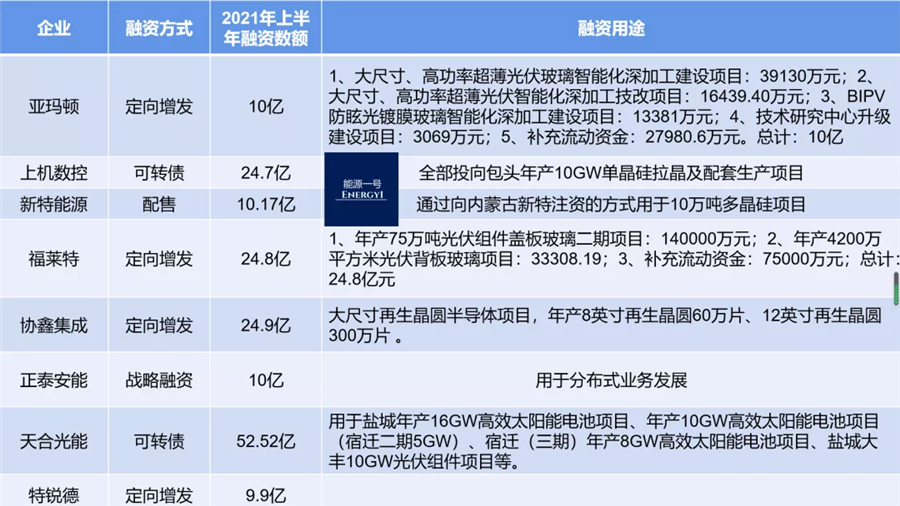 企业 融资方式 2021年上半 融资用途
年融资数额
亚玛顿 定向增发 10亿
1、大尺寸、高功率超薄光伏玻璃智能化深加工建设项目：39130万元；2、
大尺寸、高功率超薄光伏智能化深加工技改项目：16439.40万元；3、BIPV
防眩光镀膜玻璃智能化深加工建设项目：13381万元；4、技术研究中心升级
建设项目：3069万元；5、补充流动资金：27980.6万元。总计：10亿
上机数控 可转债 24.7亿 全部投向包头年产10GW单晶硅拉晶及配套生产项目
能源一号
ENERGY1
新特能源 配售 10.17亿 通过向内蒙古新特注资的方式用于10万吨多晶硅项目
福莱特 定向增发 24.8亿
1、年产75万吨光伏组件盖板玻璃二期项目：140000万元；2、年产4200万
平方米光伏背板玻璃项目：33308.19；3、补充流动资金：75000万元；总计：
24.8亿元
协鑫集成 定向增发 24.9亿
大尺寸再生晶圆半导体项目，年产8英寸再生晶圆60万片、12英寸再生晶圆
300万片 。
正泰安能 战略融资 10亿 用于分布式业务发展
天合光能 可转债 52.52亿
用于盐城年产16GW高效太阳能电池项目、年产10GW高效太阳能电池项目
（宿迁二期5GW）、宿迁（三期）年产8GW高效太阳能电池项目、盐城大
丰10GW光伏组件项目等。
特锐德 定向增发 9.9亿